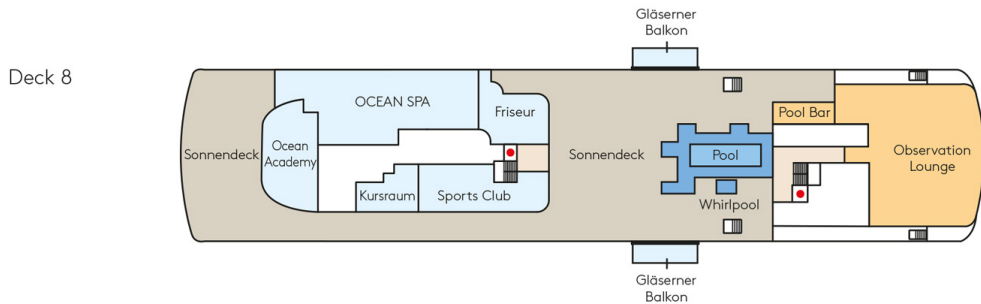 Gläserner
Balkon
Deck 8
OCEAN SPA
Friseur
Pool Bar
Sonnendeck
Ocean
Academy
Sonnendeck
Pool
Observation
Lounge
Kursraum
Sports Club
Whirlpool
Gläserner
Balkon